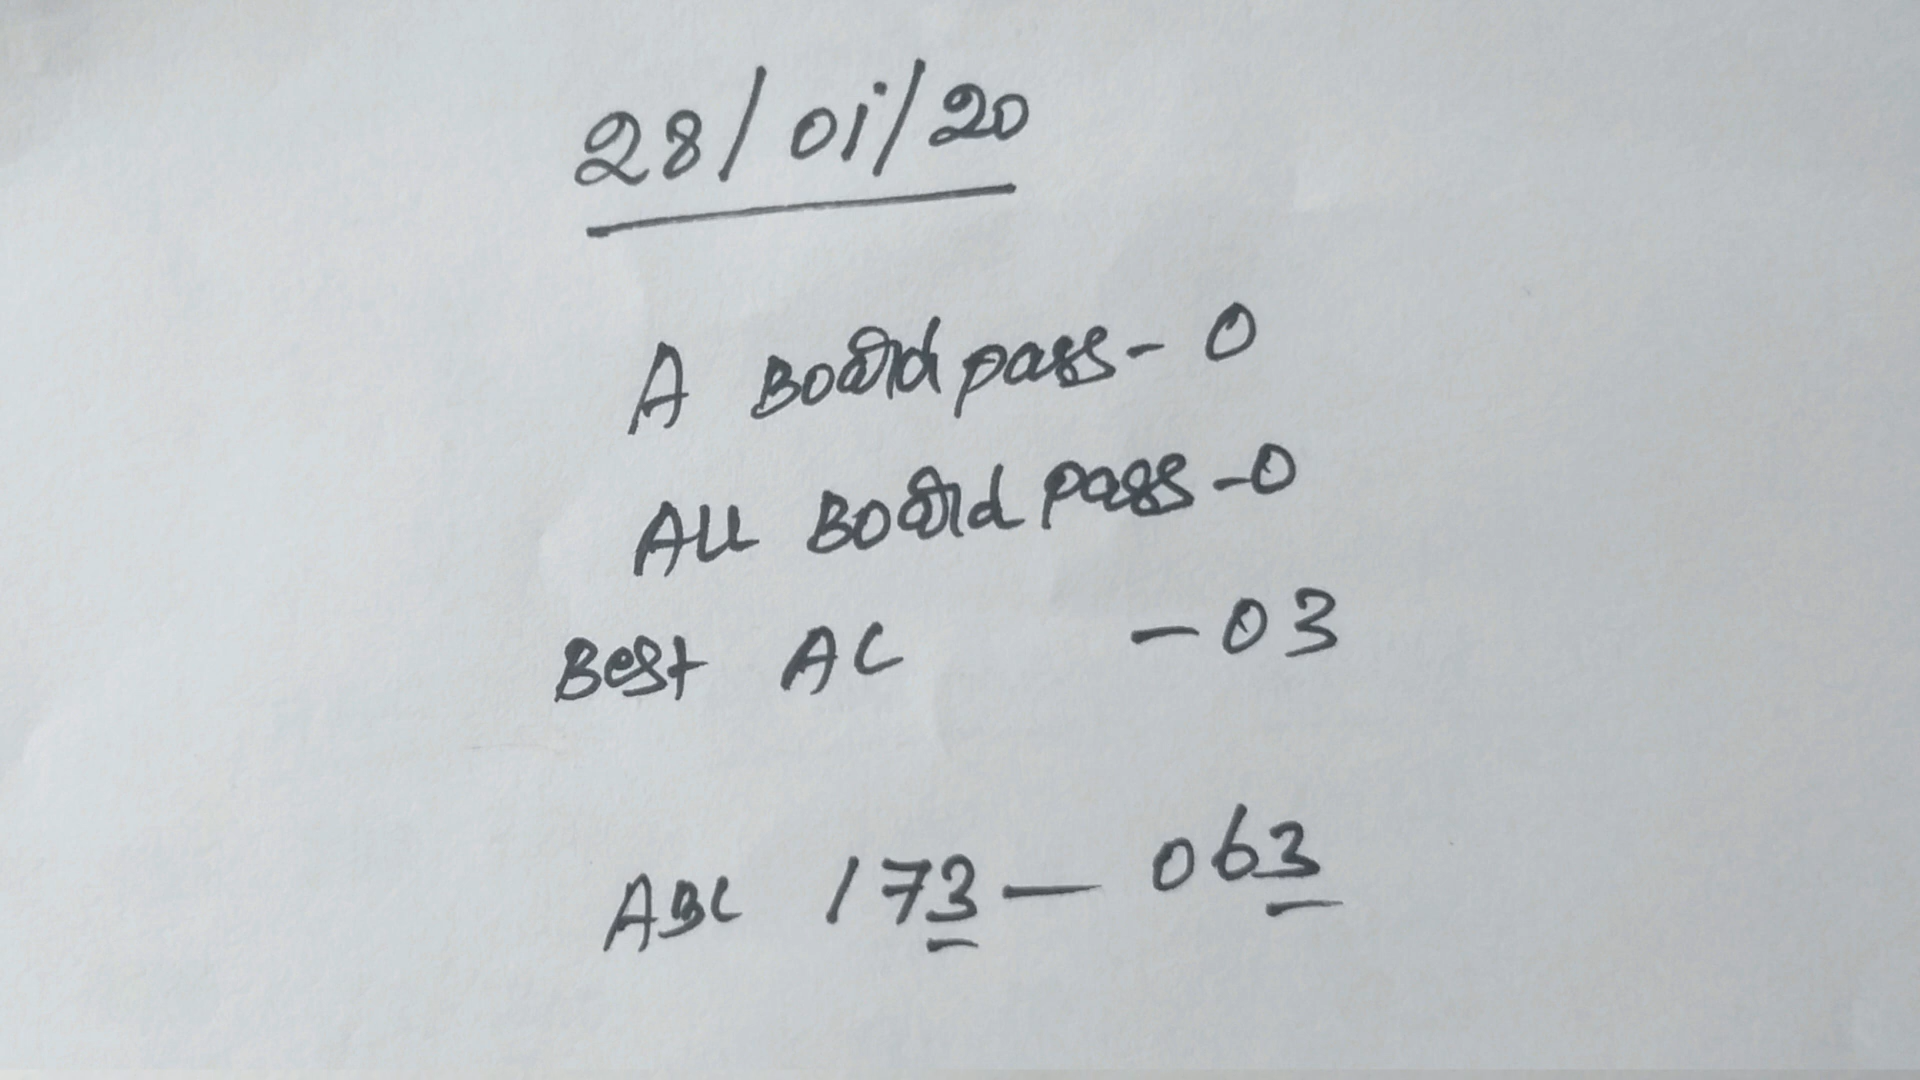 28/01/20
A Board pass - 0
All Board pass - 0
Best AC - 03
ABC 173 - 063